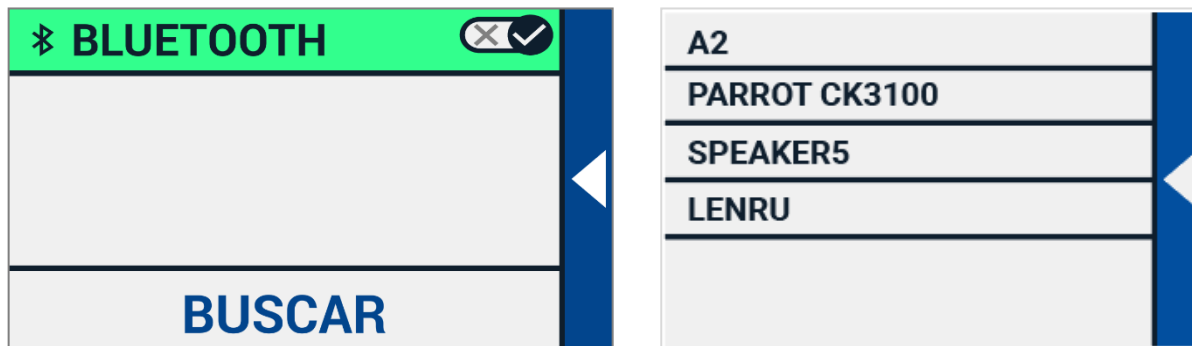 BLUETOOTH
BUSCAR
A2
PARROT CK3100
SPEAKER5
LENRU